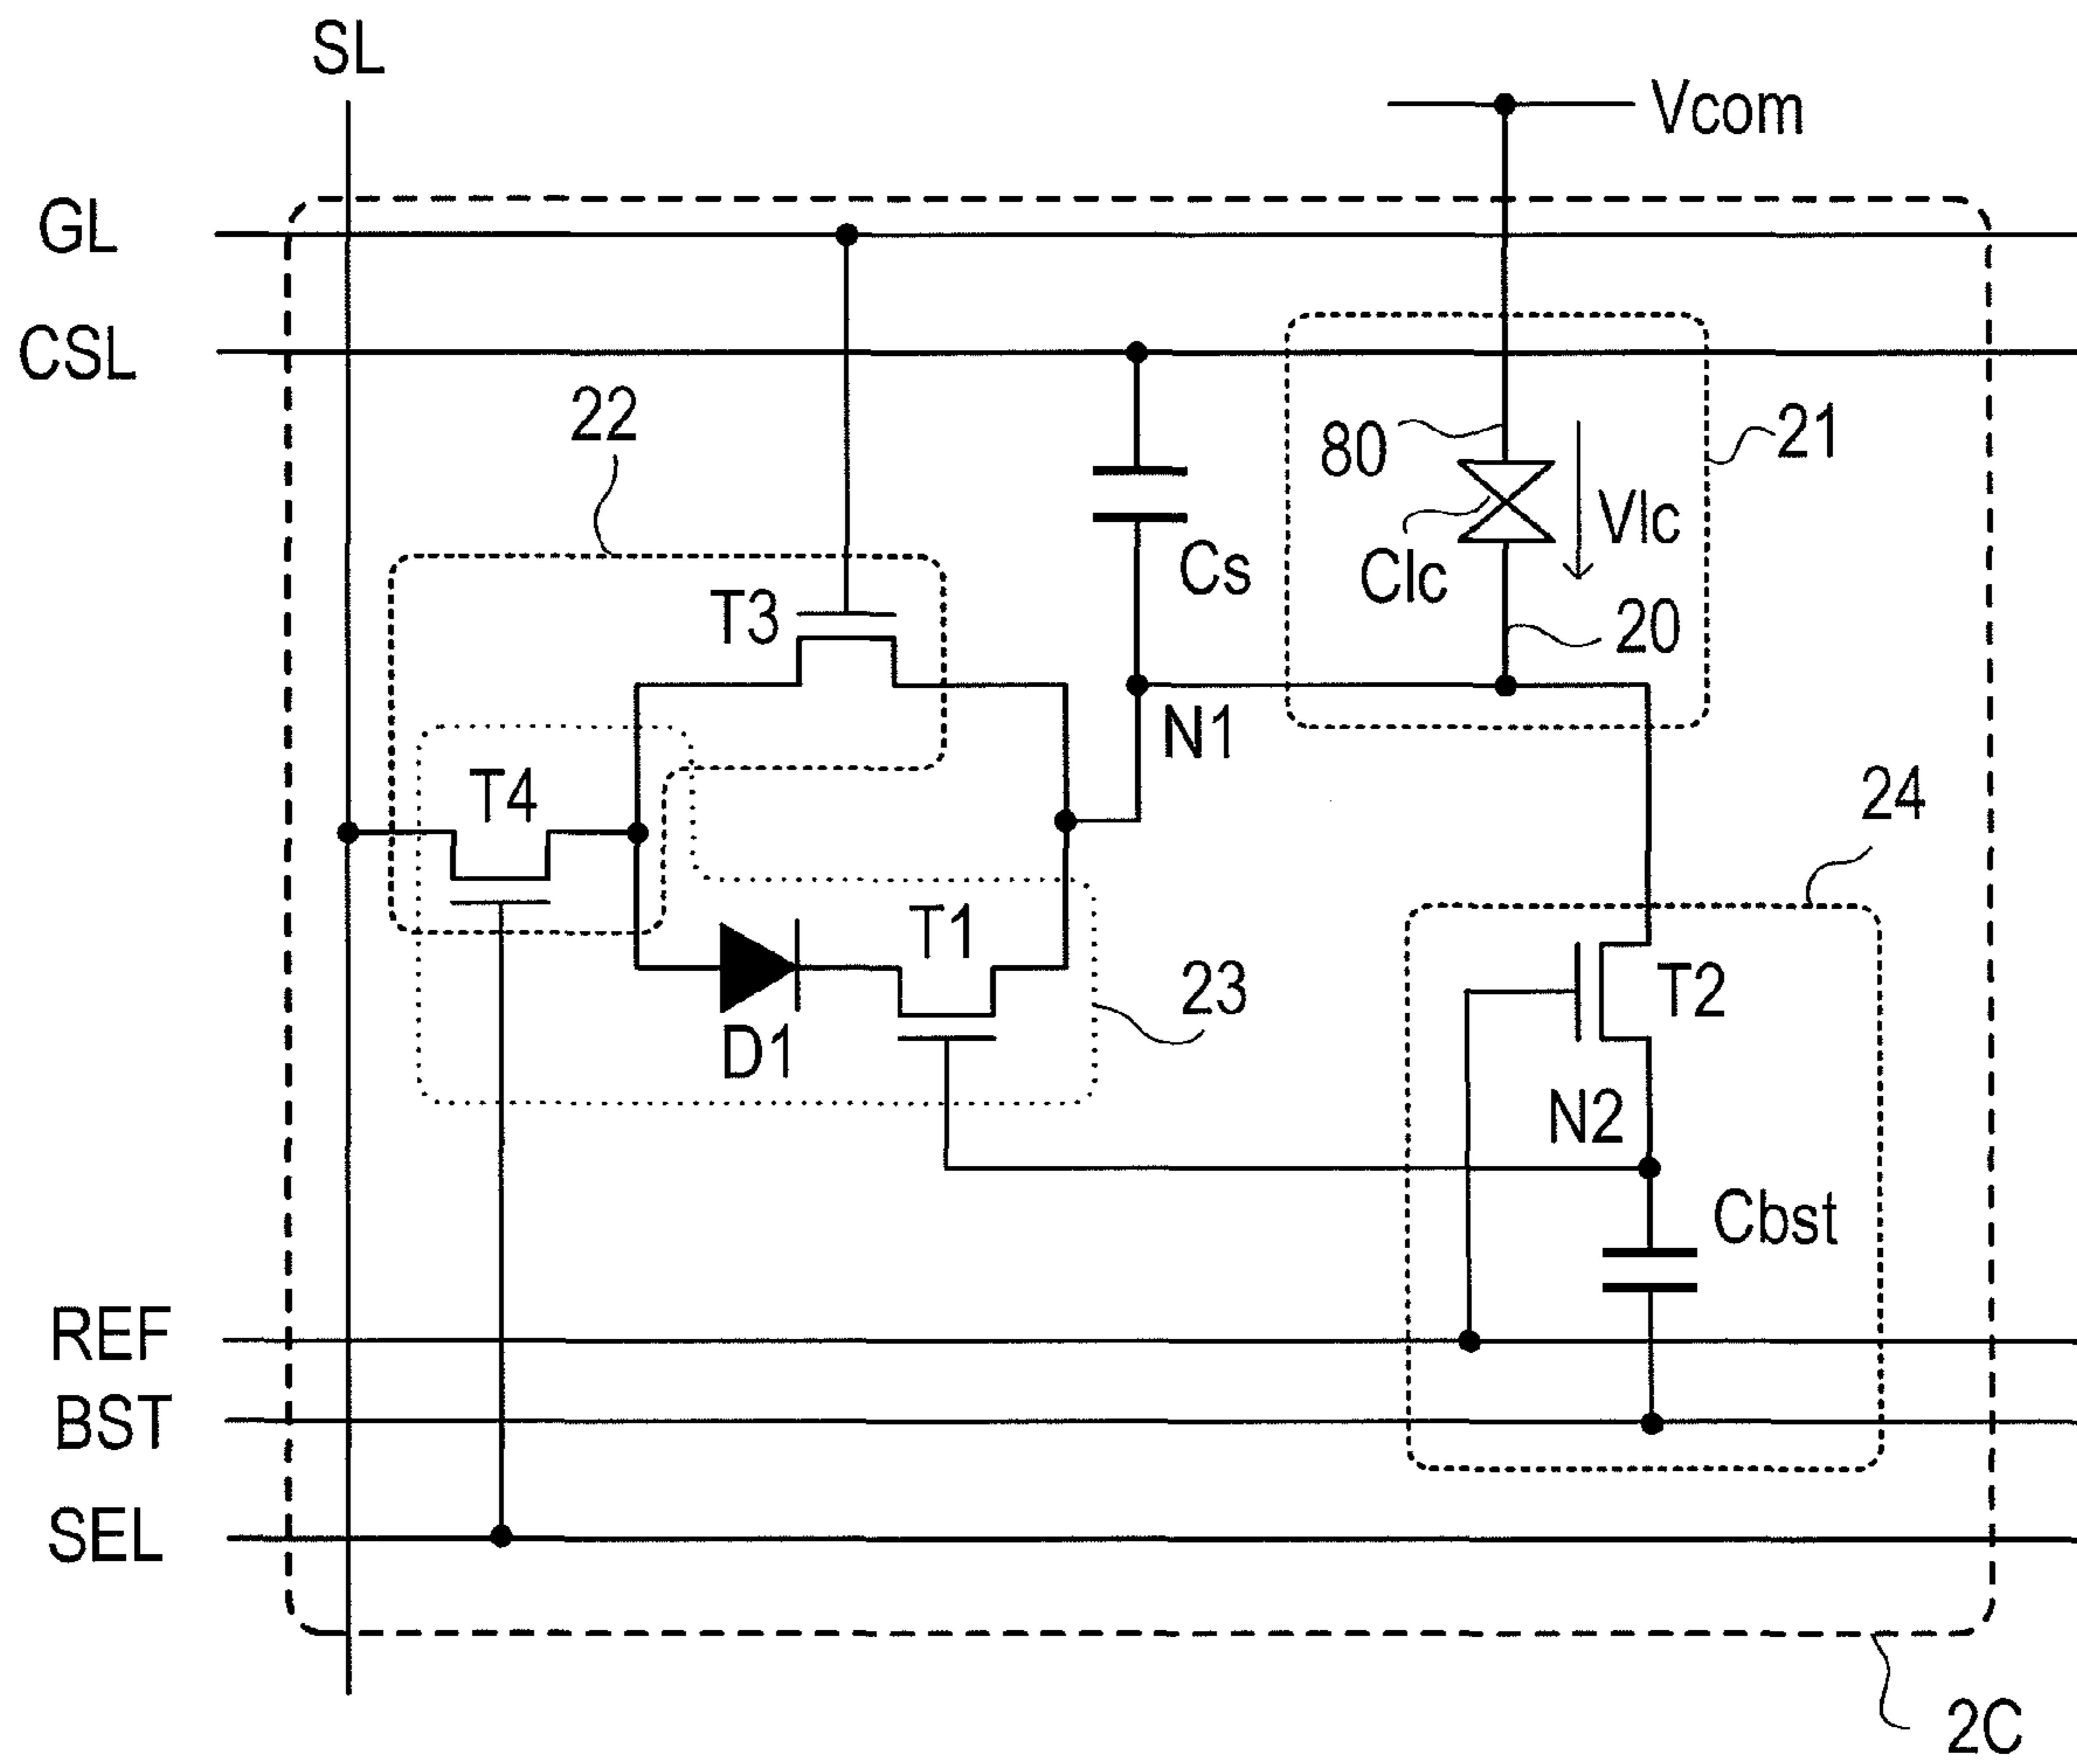 SL
Vcom
GL
CSL
22
80
21
Vlc
Clc
Cs
T3
20
N1
T4
24
T1
23
T2
D1
N2
Cbst
REF
BST
SEL
2C